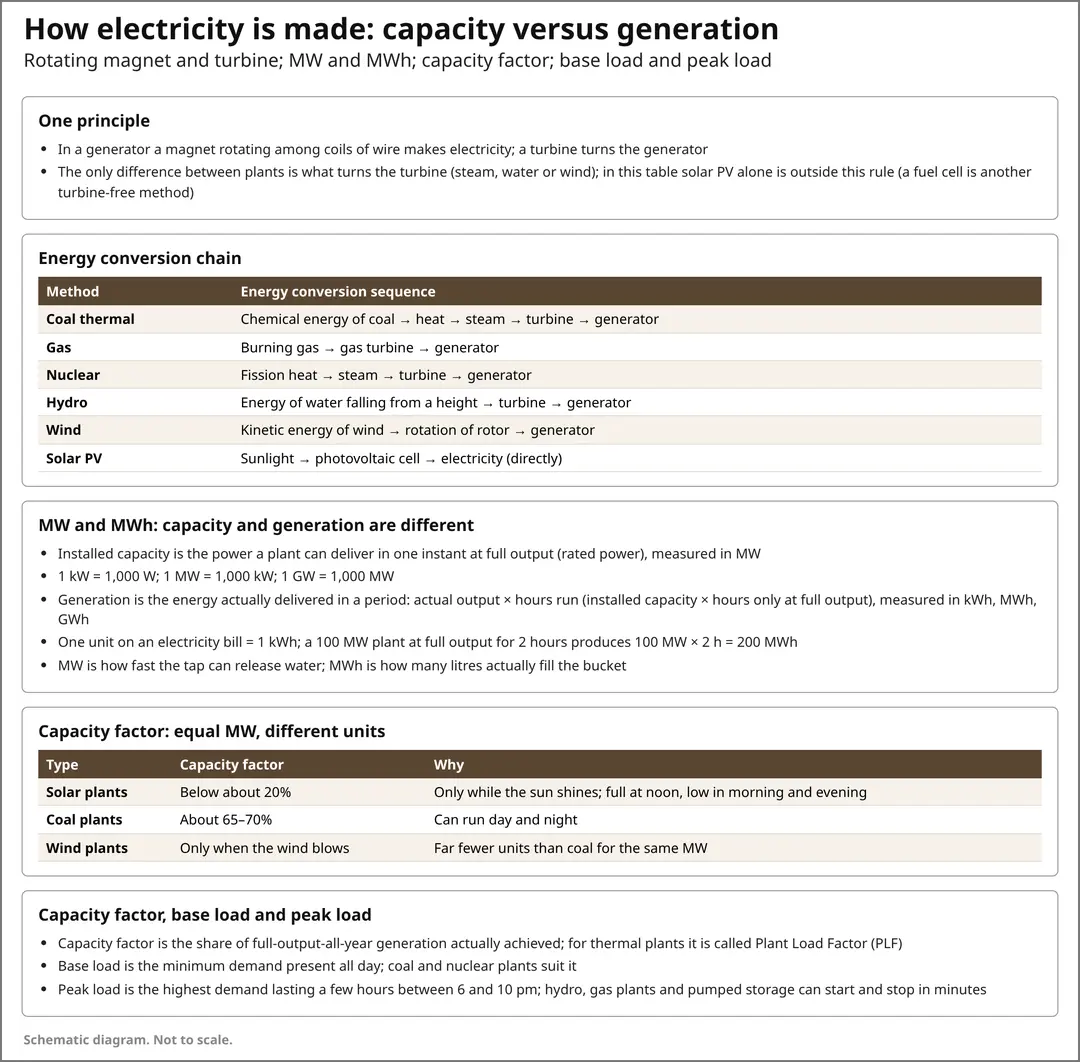 How electricity is made: capacity versus generation
Rotating magnet and turbine; MW and MWh; capacity factor; base load and peak load
One principle
• In a generator a magnet rotating among coils of wire makes electricity; a turbine turns the generator
• The only difference between plants is what turns the turbine (steam, water or wind); in this table solar PV alone is outside this rule (a fuel cell is another
turbine-free method)
Energy conversion chain
Method Energy conversion sequence
Coal thermal Chemical energy of coal → heat → steam → turbine → generator
Gas Burning gas → gas turbine → generator
Nuclear Fission heat → steam → turbine → generator
Hydro Energy of water falling from a height → turbine → generator
Wind Kinetic energy of wind → rotation of rotor → generator
Solar PV Sunlight → photovoltaic cell → electricity (directly)
MW and MWh: capacity and generation are different
• Installed capacity is the power a plant can deliver in one instant at full output (rated power), measured in MW
• 1 kW = 1,000 W; 1 MW = 1,000 kW; 1 GW = 1,000 MW
• Generation is the energy actually delivered in a period: actual output × hours run (installed capacity × hours only at full output), measured in kWh, MWh,
GWh
• One unit on an electricity bill = 1 kWh; a 100 MW plant at full output for 2 hours produces 100 MW × 2 h = 200 MWh
• MW is how fast the tap can release water; MWh is how many litres actually fill the bucket
Capacity factor: equal MW, different units
Type Capacity factor Why
Solar plants Below about 20% Only while the sun shines; full at noon, low in morning and evening
Coal plants About 65–70% Can run day and night
Wind plants Only when the wind blows Far fewer units than coal for the same MW
Capacity factor, base load and peak load
• Capacity factor is the share of full-output-all-year generation actually achieved; for thermal plants it is called Plant Load Factor (PLF)
• Base load is the minimum demand present all day; coal and nuclear plants suit it
• Peak load is the highest demand lasting a few hours between 6 and 10 pm; hydro, gas plants and pumped storage can start and stop in minutes
Schematic diagram. Not to scale.